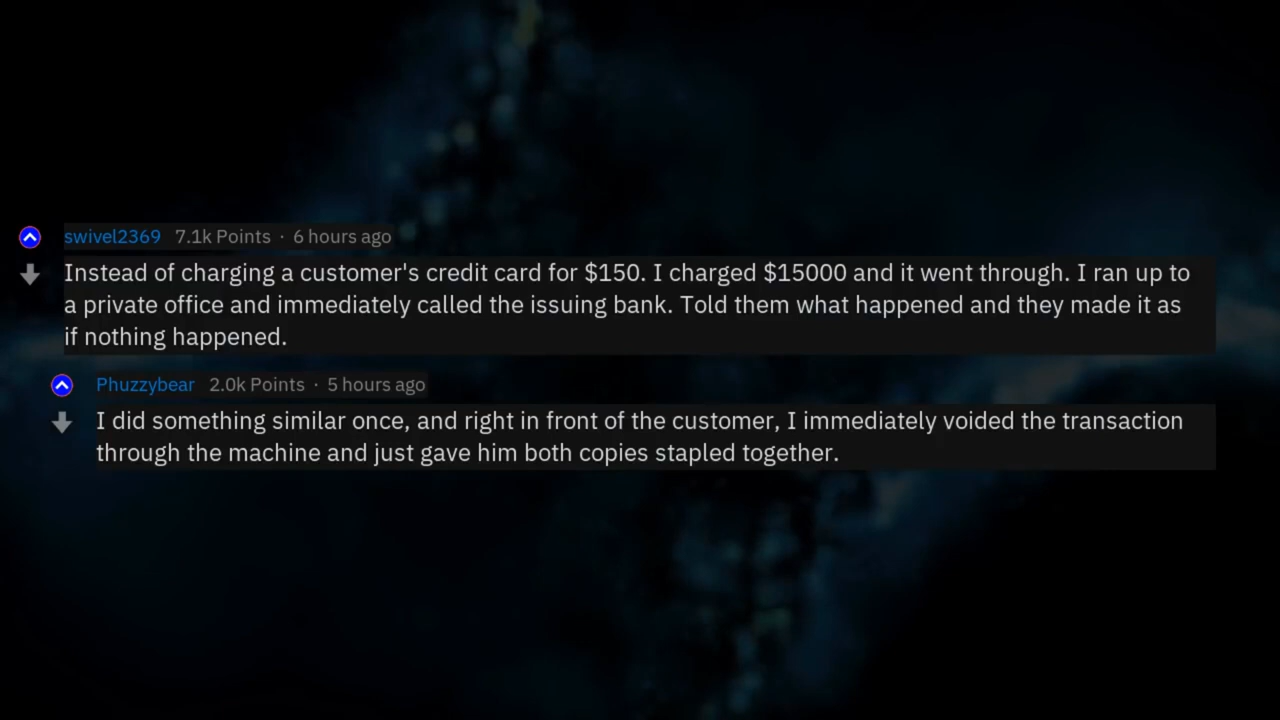 swivel2369 7.1k Points · 6 hours ago
Instead of charging a customer's credit card for $150. I charged $15000 and it went through. I ran up to
a private office and immediately called the issuing bank. Told them what happened and they made it as
if nothing happened.
Phuzzybear 2.0k Points · 5 hours ago
I did something similar once, and right in front of the customer, I immediately voided the transaction
through the machine and just gave him both copies stapled together.